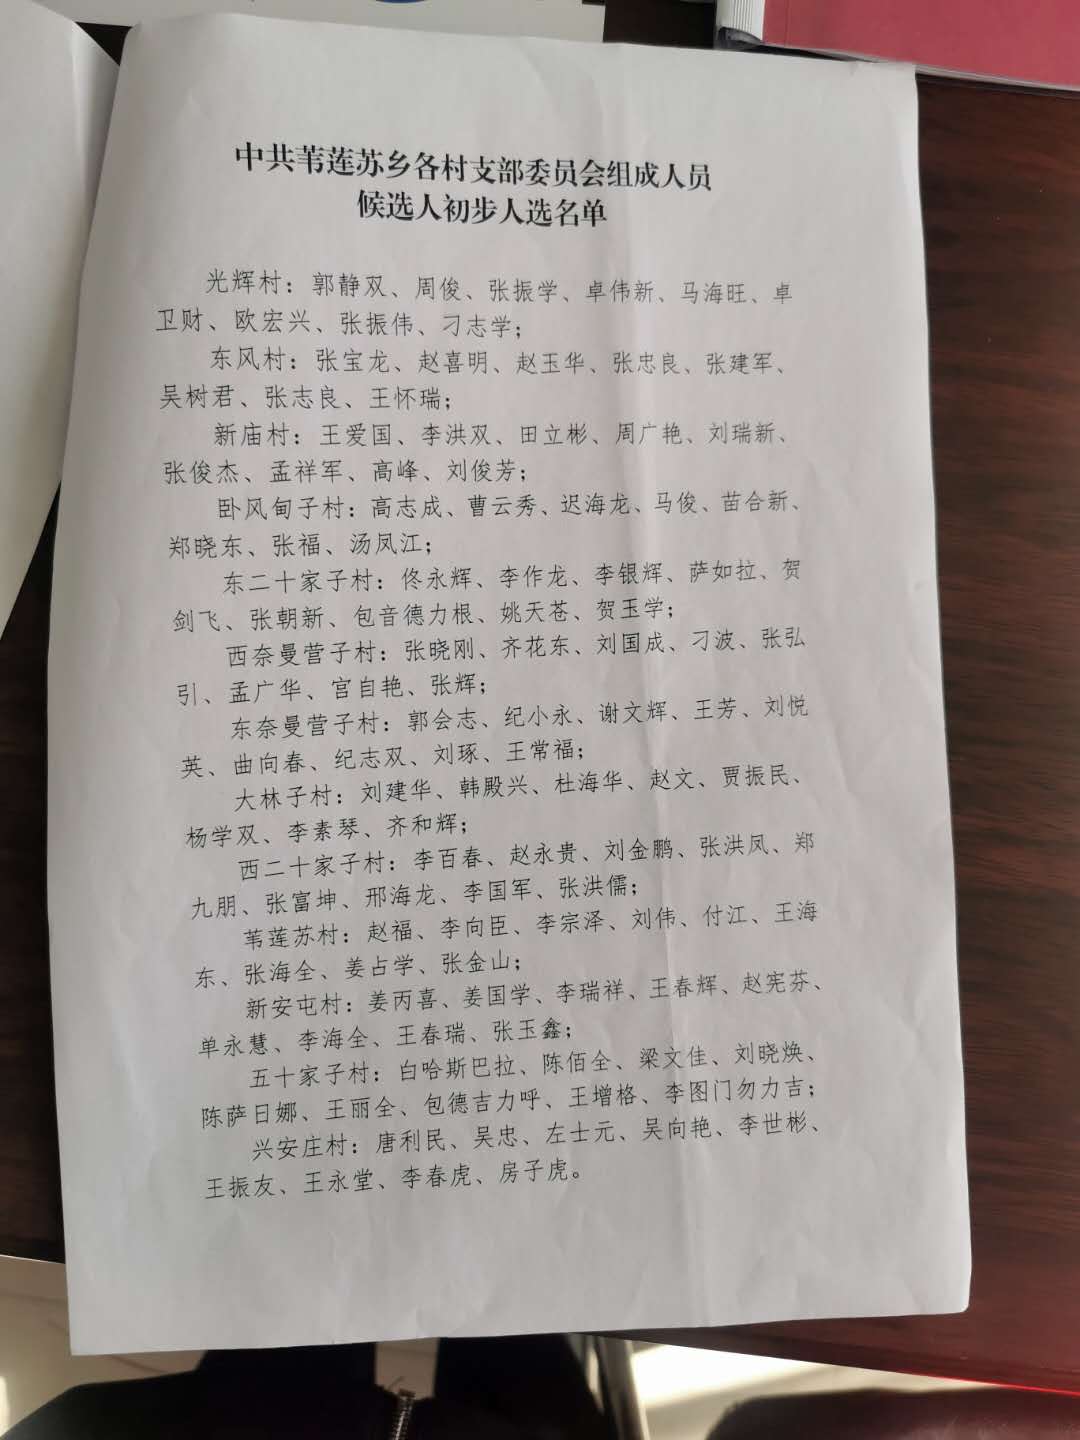 中共苇莲苏乡各村支部委员会组成人员
候选人初步人选名单
光辉村：郭静双、周俊、张振学、卓伟新、马海旺、卓
卫财、欧宏兴、张振伟、刁志学；
东风村：张宝龙、赵喜明、赵玉华、张忠良、张建军、
吴树君、张志良、王怀瑞；
新庙村：王爱国、李洪双、田立彬、周广艳、刘瑞新、
张俊杰、孟祥军、高峰、刘俊芳；
卧风甸子村：高志成、曹云秀、迟海龙、马俊、苗合新、
郑晓东、张福、汤凤江；
东二十家子村：佟永辉、李作龙、李银辉、萨如拉、贺
剑飞、张朝新、包音德力根、姚天苍、贺玉学；
西奈曼营子村：张晓刚、齐花东、刘国成、刁波、张弘
引、孟广华、宫自艳、张辉；
东奈曼营子村：郭会志、纪小永、谢文辉、王芳、刘悦
英、曲向春、纪志双、刘琢、王常福；
大林子村：刘建华、韩殿兴、杜海华、赵文、贾振民、
杨学双、李素琴、齐和辉；
西二十家子村：李百春、赵永贵、刘金鹏、张洪凤、郑
九朋、张富坤、邢海龙、李国军、张洪儒；
苇莲苏村：赵福、李向臣、李宗泽、刘伟、付江、王海
东、张海全、姜占学、张金山；
新安屯村：姜丙喜、姜国学、李瑞祥、王春辉、赵宪芬、
单永慧、李海全、王春瑞、张玉鑫；
五十家子村：白哈斯巴拉、陈佰全、梁文佳、刘晓焕、
陈萨日娜、王丽全、包德吉力呼、王增格、李图门勿力吉；
兴安庄村：唐利民、吴忠、左士元、吴向艳、李世彬、
王振友、王永堂、李春虎、房子虎。